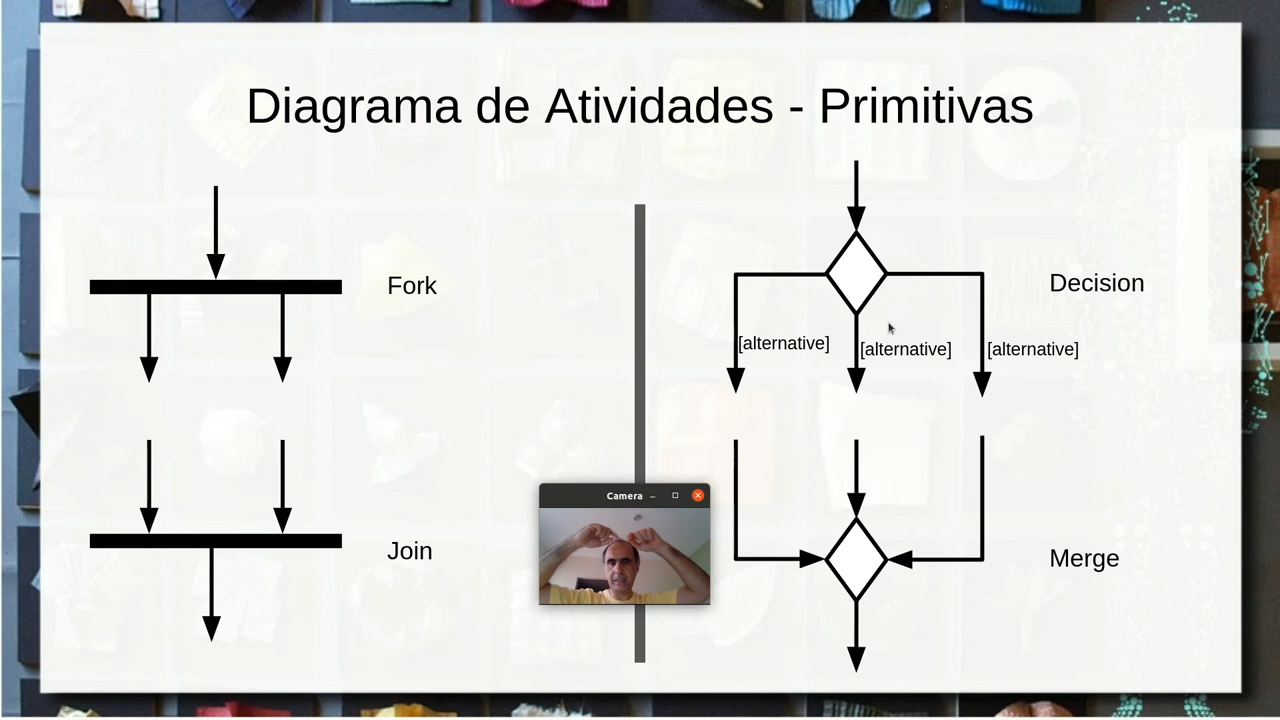 Diagrama de Atividades - Primitivas
Fork
Join
Decision
[alternative]
[alternative]
[alternative]
Merge
Camera